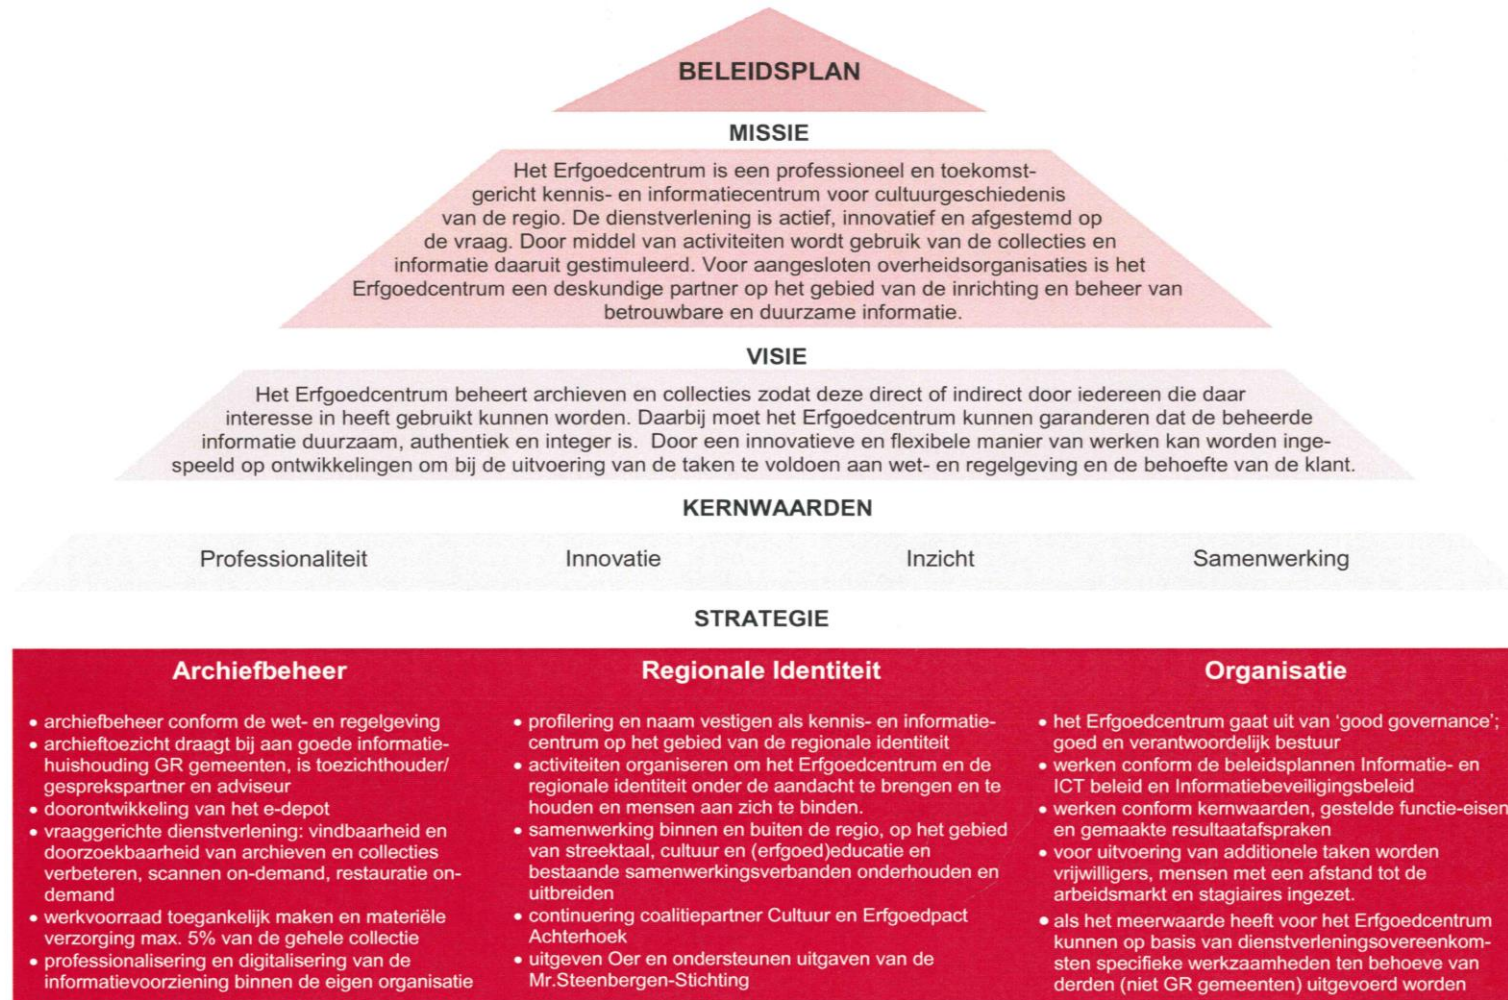 BELEIDSPLAN
MISSIE
Het Erfgoedcentrum is een professioneel en toekomst-
gericht kennis- en informatiecentrum voor cultuurgeschiedenis
van de regio. De dienstverlening is actief, innovatief en afgestemd op
de vraag. Door middel van activiteiten wordt gebruik van de collecties en
informatie daaruit gestimuleerd. Voor aangesloten overheidsorganisaties is het
Erfgoedcentrum een deskundige partner op het gebied van de inrichting en beheer van
betrouwbare en duurzame informatie.
VISIE
Het Erfgoedcentrum beheert archieven en collecties zodat deze direct of indirect door iedereen die daar
interesse in heeft gebruikt kunnen worden. Daarbij moet het Erfgoedcentrum kunnen garanderen dat de beheerde
informatie duurzaam, authentiek en integer is. Door een innovatieve en flexibele manier van werken kan worden inge-
speeld op ontwikkelingen om bij de uitvoering van de taken te voldoen aan wet- en regelgeving en de behoefte van de klant.
KERNWAARDEN
Professionaliteit Innovatie Inzicht Samenwerking
STRATEGIE
Archiefbeheer
• archiefbeheer conform de wet- en regelgeving
• archieftoezicht draagt bij aan goede informatie-
huishouding GR gemeenten, is toezichthouder/
gesprekspartner en adviseur
• doorontwikkeling van het e-depot
• vraaggerichte dienstverlening: vindbaarheid en
doorzoekbaarheid van archieven en collecties
verbeteren, scannen on-demand, restauratie on-
demand
• werkvoorraad toegankelijk maken en materiële
verzorging max. 5% van de gehele collectie
• professionalisering en digitalisering van de
informatievoorziening binnen de eigen organisatie
Regionale Identiteit
• profilering en naam vestigen als kennis- en informatie-
centrum op het gebied van de regionale identiteit
• activiteiten organiseren om het Erfgoedcentrum en de
regionale identiteit onder de aandacht te brengen en te
houden en mensen aan zich te binden.
• samenwerking binnen en buiten de regio, op het gebied
van streektaal, cultuur en (erfgoed)educatie en
bestaande samenwerkingsverbanden onderhouden en
uitbreiden
• continuering coalitiepartner Cultuur en Erfgoedpact
Achterhoek
• uitgeven Oer en ondersteunen uitgaven van de
Mr.Steenbergen-Stichting
Organisatie
• het Erfgoedcentrum gaat uit van 'good governance';
goed en verantwoordelijk bestuur
• werken conform de beleidsplannen Informatie- en
ICT beleid en Informatiebeveiligingsbeleid
• werken conform kernwaarden, gestelde functie-eisen
en gemaakte resultaatafspraken
• voor uitvoering van additionele taken worden
vrijwilligers, mensen met een afstand tot de
arbeidsmarkt en stagiaires ingezet.
• als het meerwaarde heeft voor het Erfgoedcentrum
kunnen op basis van dienstverleningsovereenkom-
sten specifieke werkzaamheden ten behoeve van
derden (niet GR gemeenten) uitgevoerd worden